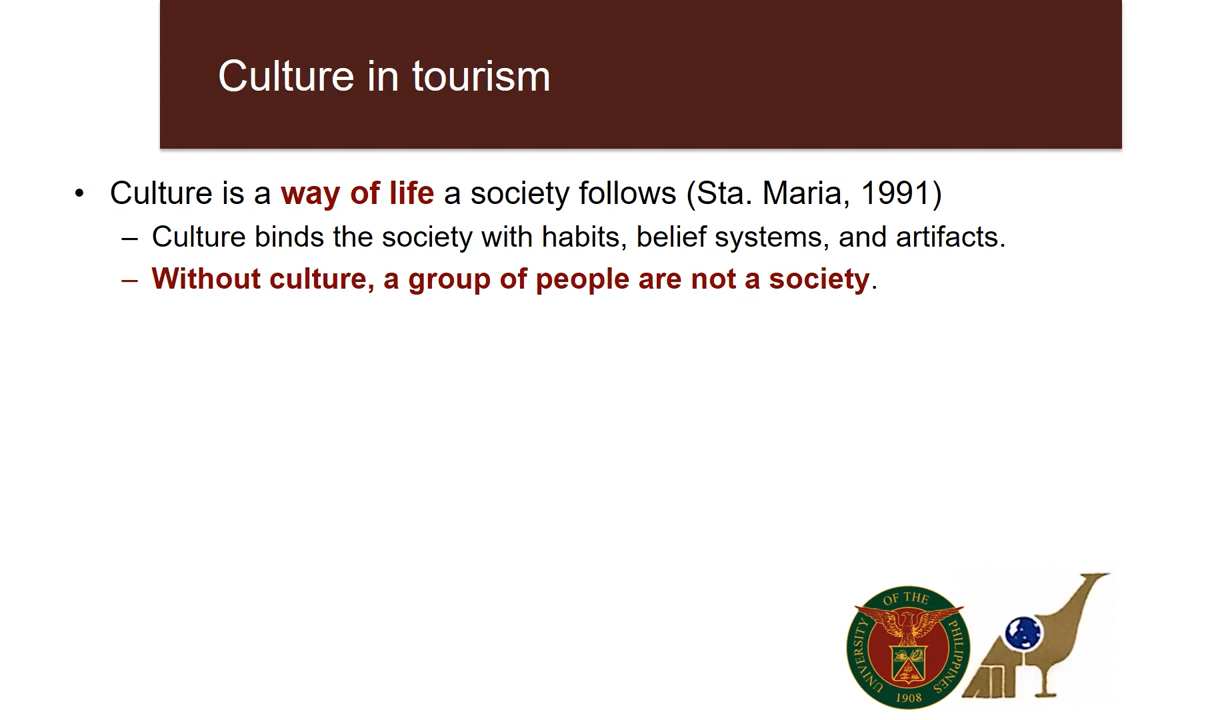 Culture in tourism
• Culture is a way of life a society follows (Sta. Maria, 1991)
– Culture binds the society with habits, belief systems, and artifacts.
– Without culture, a group of people are not a society.
UNIVERSITY OF THE PHILIPPINES
1908
AIT